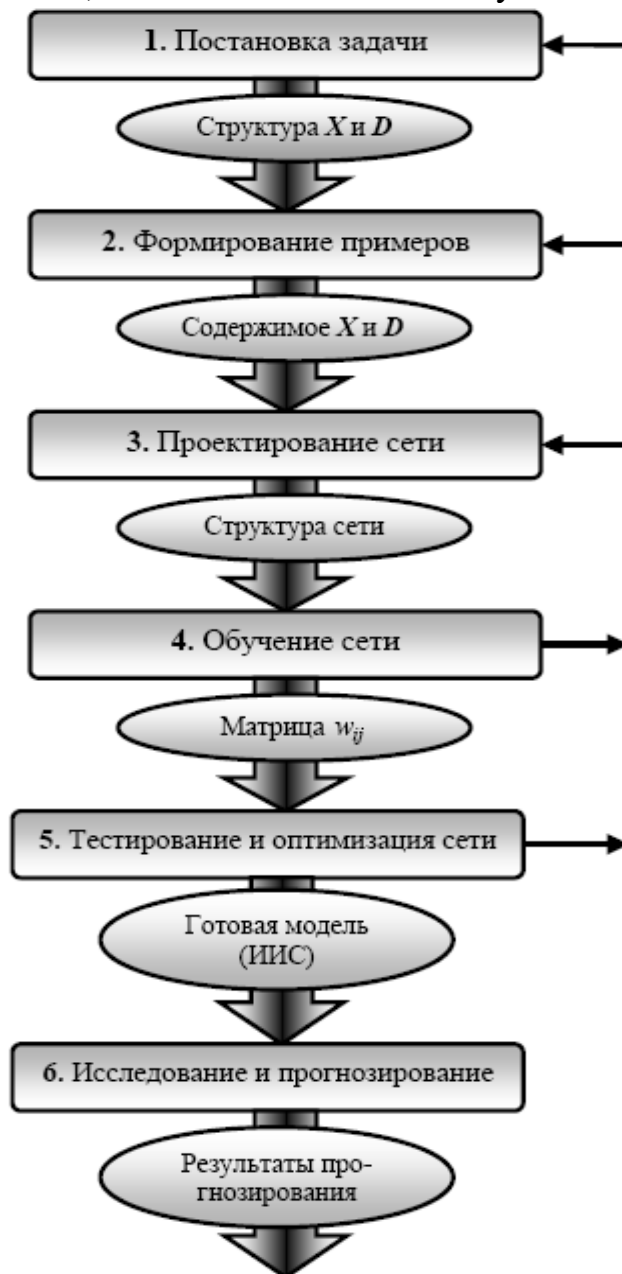 1. Постановка задачи
Структура X и D
2. Формирование примеров
Содержимое X и D
3. Проектирование сети
Структура сети
4. Обучение сети
Матрица wij
5. Тестирование и оптимизация сети
Готовая модель
(ИИС)
6. Исследование и прогнозирование
Результаты про-
гнозирования